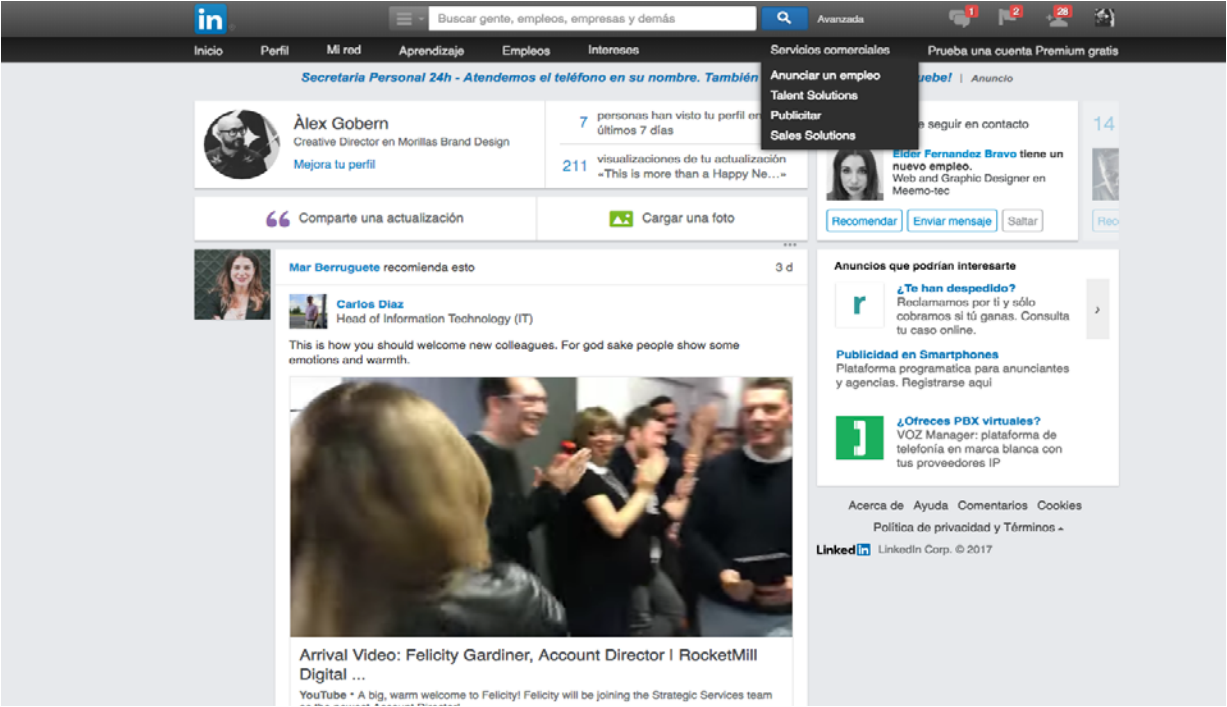 in
Buscar gente, empleos, empresas y demás
Avanzada
1
2
28
Inicio Perfil Mi red Aprendizaje Empleos Intereses Servicios comerciales Prueba una cuenta Premium gratis
Anunciar un empleo
Talent Solutions
Publicitar
Sales Solutions
Secretaria Personal 24h - Atendemos el teléfono en su nombre. También uebe! | Anuncio
Àlex Gobern
Creative Director en Morillas Brand Design
Mejora tu perfil
7 personas han visto tu perfil en
últimos 7 días
211 visualizaciones de tu actualización
«This is more than a Happy Ne...»
e seguir en contacto
14
Eider Fernandez Bravo tiene un
nuevo empleo.
Web and Graphic Designer en
Meemo-tec
Recomendar Enviar mensaje Saltar Reco
Comparte una actualización
Cargar una foto
Mar Berruguete recomienda esto 3 d
Carlos Diaz
Head of Information Technology (IT)
This is how you should welcome new colleagues. For god sake people show some
emotions and warmth.
Arrival Video: Felicity Gardiner, Account Director | RocketMill
Digital ...
YouTube • A big, warm welcome to Felicity! Felicity will be joining the Strategic Services team
as the newest Account Director!
Anuncios que podrían interesarte
r
¿Te han despedido?
Reclamamos por ti y sólo
cobramos si tú ganas. Consulta
tu caso online.
Publicidad en Smartphones
Plataforma programatica para anunciantes
y agencias. Registrarse aqui
¿Ofreces PBX virtuales?
VOZ Manager: plataforma de
telefonía en marca blanca con
tus proveedores IP
Acerca de Ayuda Comentarios Cookies
Política de privacidad y Términos
Linked in LinkedIn Corp. © 2017